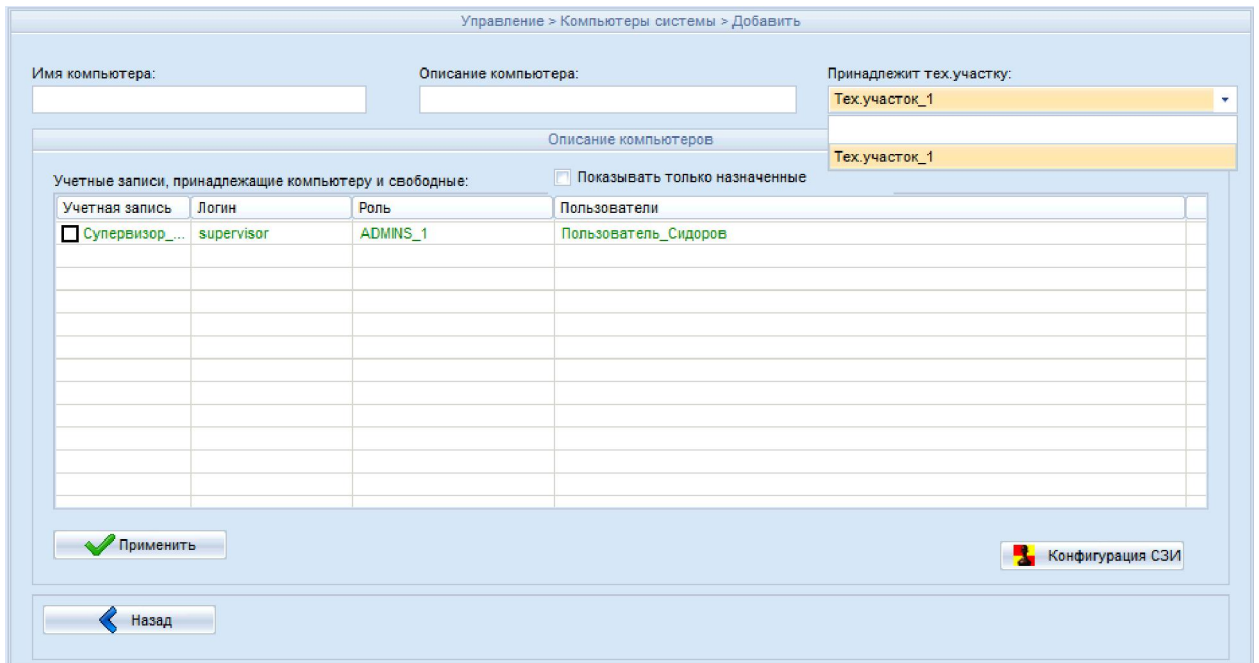 Управление > Компьютеры системы > Добавить
Имя компьютера:
Описание компьютера:
Принадлежит тех.участку:
Тех.участок_1
Описание компьютеров
Тех.участок_1
Учетные записи, принадлежащие компьютеру и свободные:
Показывать только назначенные
Учетная запись Логин Роль Пользователи
Супервизор_... supervisor ADMINS_1 Пользователь_Сидоров
Применить
Конфигурация СЗИ
Назад